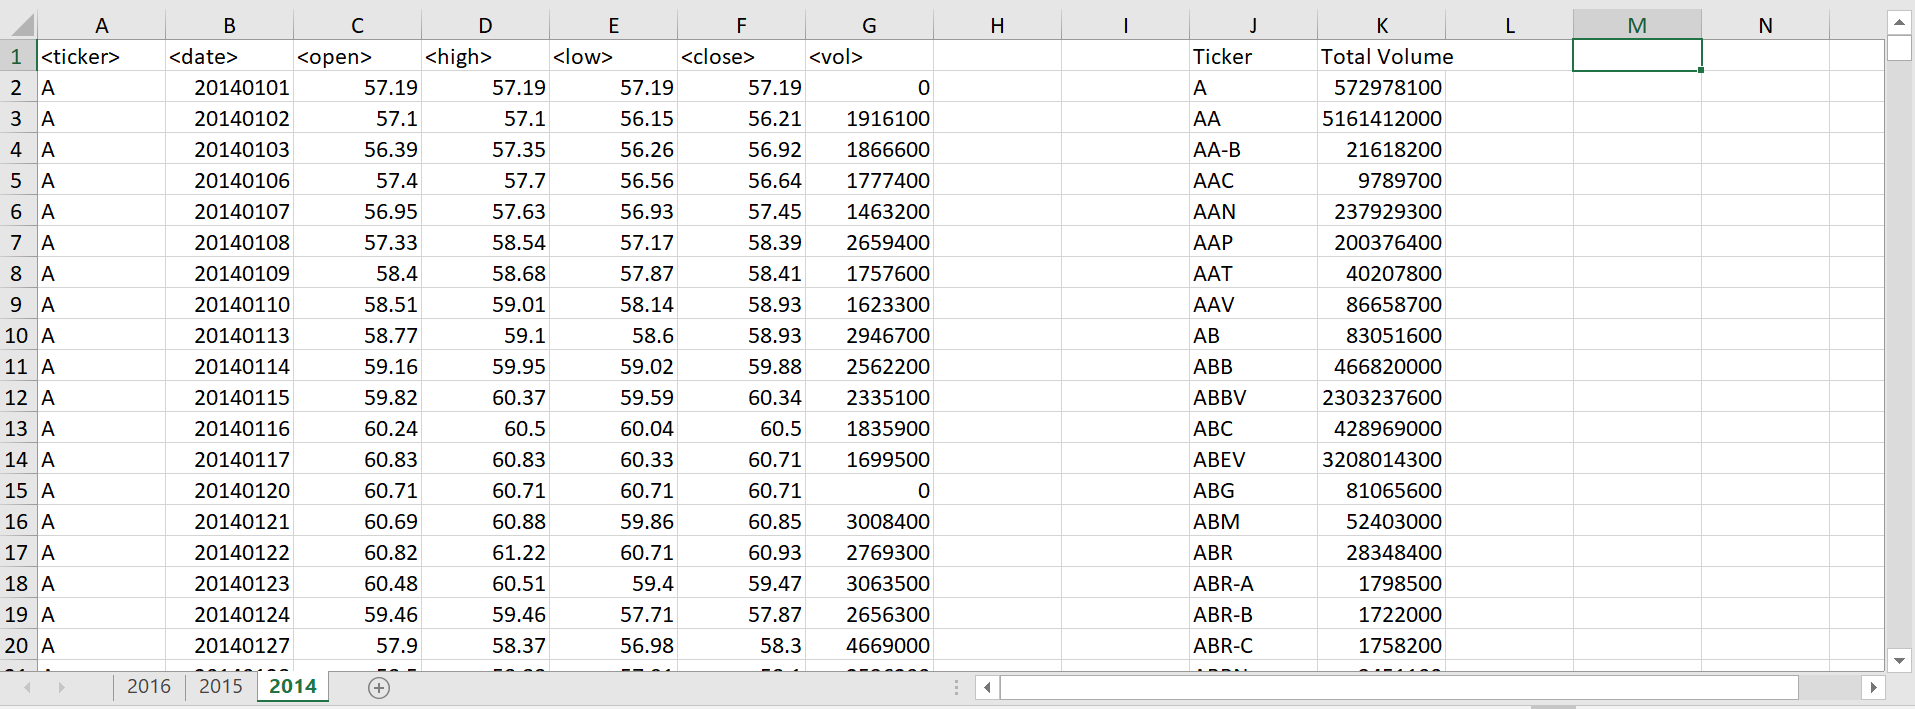 A B C D E F G H I J K L M N
1 <ticker> <date> <open> <high> <low> <close> <vol> Ticker Total Volume
2 A 20140101 57.19 57.19 57.19 57.19 0 A 572978100
3 A 20140102 57.1 57.1 56.15 56.21 1916100 AA 5161412000
4 A 20140103 56.39 57.35 56.26 56.92 1866600 AA-B 21618200
5 A 20140106 57.4 57.7 56.56 56.64 1777400 AAC 9789700
6 A 20140107 56.95 57.63 56.93 57.45 1463200 AAN 237929300
7 A 20140108 57.33 58.54 57.17 58.39 2659400 AAP 200376400
8 A 20140109 58.4 58.68 57.87 58.41 1757600 AAT 40207800
9 A 20140110 58.51 59.01 58.14 58.93 1623300 AAV 86658700
10 A 20140113 58.77 59.1 58.6 58.93 2946700 AB 83051600
11 A 20140114 59.16 59.95 59.02 59.88 2562200 ABB 466820000
12 A 20140115 59.82 60.37 59.59 60.34 2335100 ABBV 2303237600
13 A 20140116 60.24 60.5 60.04 60.5 1835900 ABC 428969000
14 A 20140117 60.83 60.83 60.33 60.71 1699500 ABEV 3208014300
15 A 20140120 60.71 60.71 60.71 60.71 0 ABG 81065600
16 A 20140121 60.69 60.88 59.86 60.85 3008400 ABM 52403000
17 A 20140122 60.82 61.22 60.71 60.93 2769300 ABR 28348400
18 A 20140123 60.48 60.51 59.4 59.47 3063500 ABR-A 1798500
19 A 20140124 59.46 59.46 57.71 57.87 2656300 ABR-B 1722000
20 A 20140127 57.9 58.37 56.98 58.3 4669000 ABR-C 1758200
2016 2015 2014